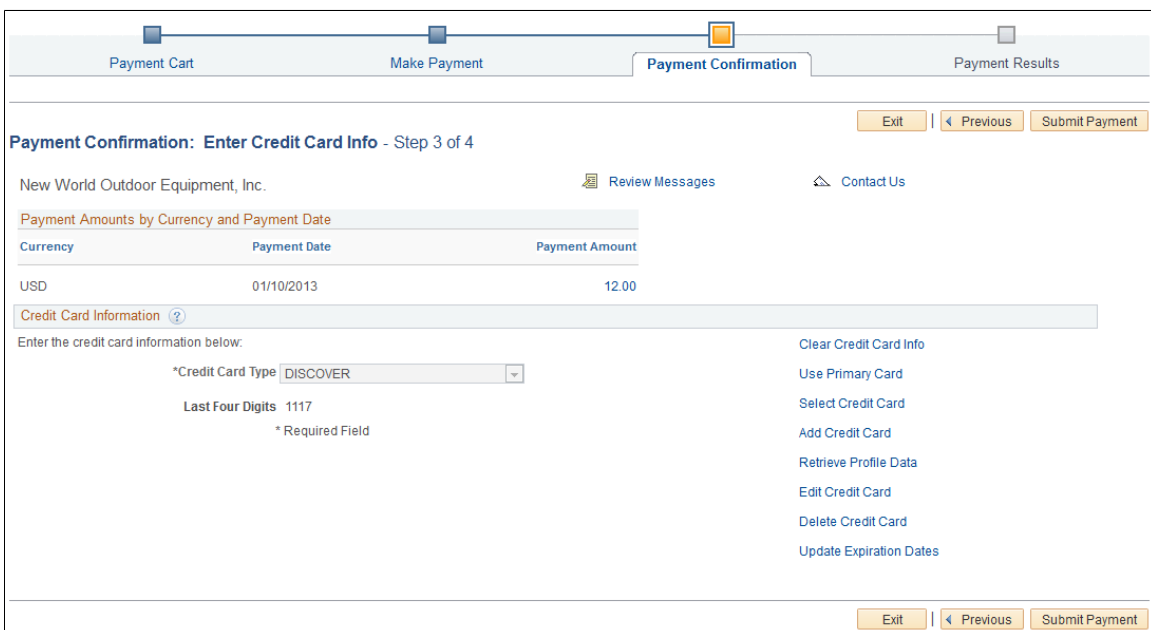 Payment Cart Make Payment Payment Confirmation Payment Results
Exit | Previous Submit Payment
Payment Confirmation: Enter Credit Card Info - Step 3 of 4
New World Outdoor Equipment, Inc. Review Messages Contact Us
Payment Amounts by Currency and Payment Date
Currency Payment Date Payment Amount
USD 01/10/2013 12.00
Credit Card Information ?
Enter the credit card information below: Clear Credit Card Info
*Credit Card Type DISCOVER Use Primary Card
Last Four Digits 1117 Select Credit Card
* Required Field Add Credit Card
Retrieve Profile Data
Edit Credit Card
Delete Credit Card
Update Expiration Dates
Exit | Previous Submit Payment